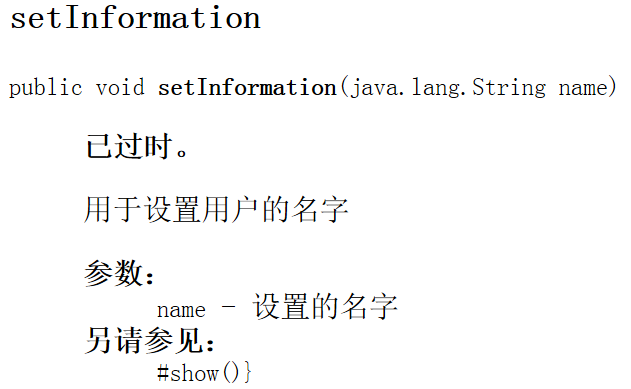 setInformation
public void setInformation(java.lang.String name)
已过时。
用于设置用户的名字
参数：
name - 设置的名字
另请参见：
#show()}